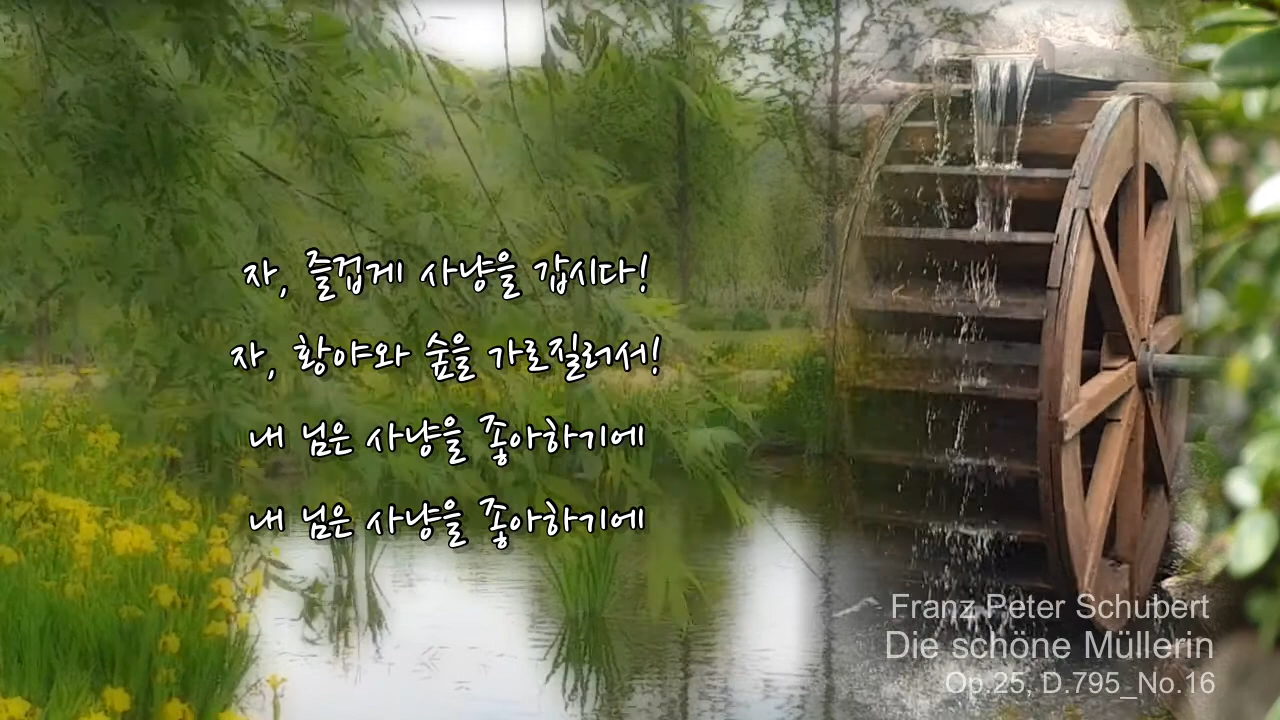 자, 즐겁게 사냥을 갑시다!
자, 황야와 숲을 가로질러서!
내 님은 사냥을 좋아하기에
내 님은 사냥을 좋아하기에
Franz Peter Schubert
Die schöne Müllerin
Op.25, D.795_No.16